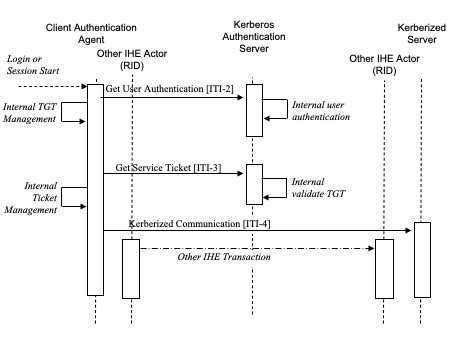 Client Authentication
Agent
Kerberos
Authentication
Server
Kerberized
Server
Other IHE Actor
(RID)
Other IHE Actor
(RID)
Login or
Session Start
Get User Authentication [ITI-2]
Internal TGT
Management
Internal user
authentication
Get Service Ticket [ITI-3]
Internal
Ticket
Management
Internal
validate TGT
Kerberized Communication [ITI-4]
Other IHE Transaction